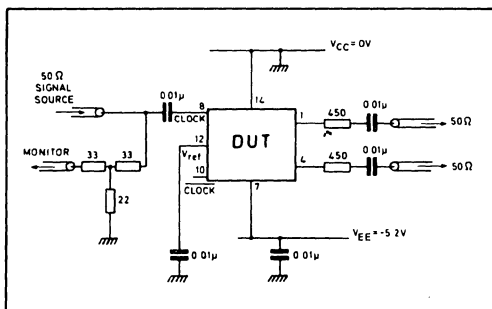 VCC=0V
50Ω
SIGNAL
SOURCE
0.01µ
8
CLOCK
14
DUT
1
450
0.01µ
50Ω
MONITOR
33
33
12
Vref
10
CLOCK
4
450
0.01µ
50Ω
22
7
0.01µ
0.01µ
VEE=-5.2V